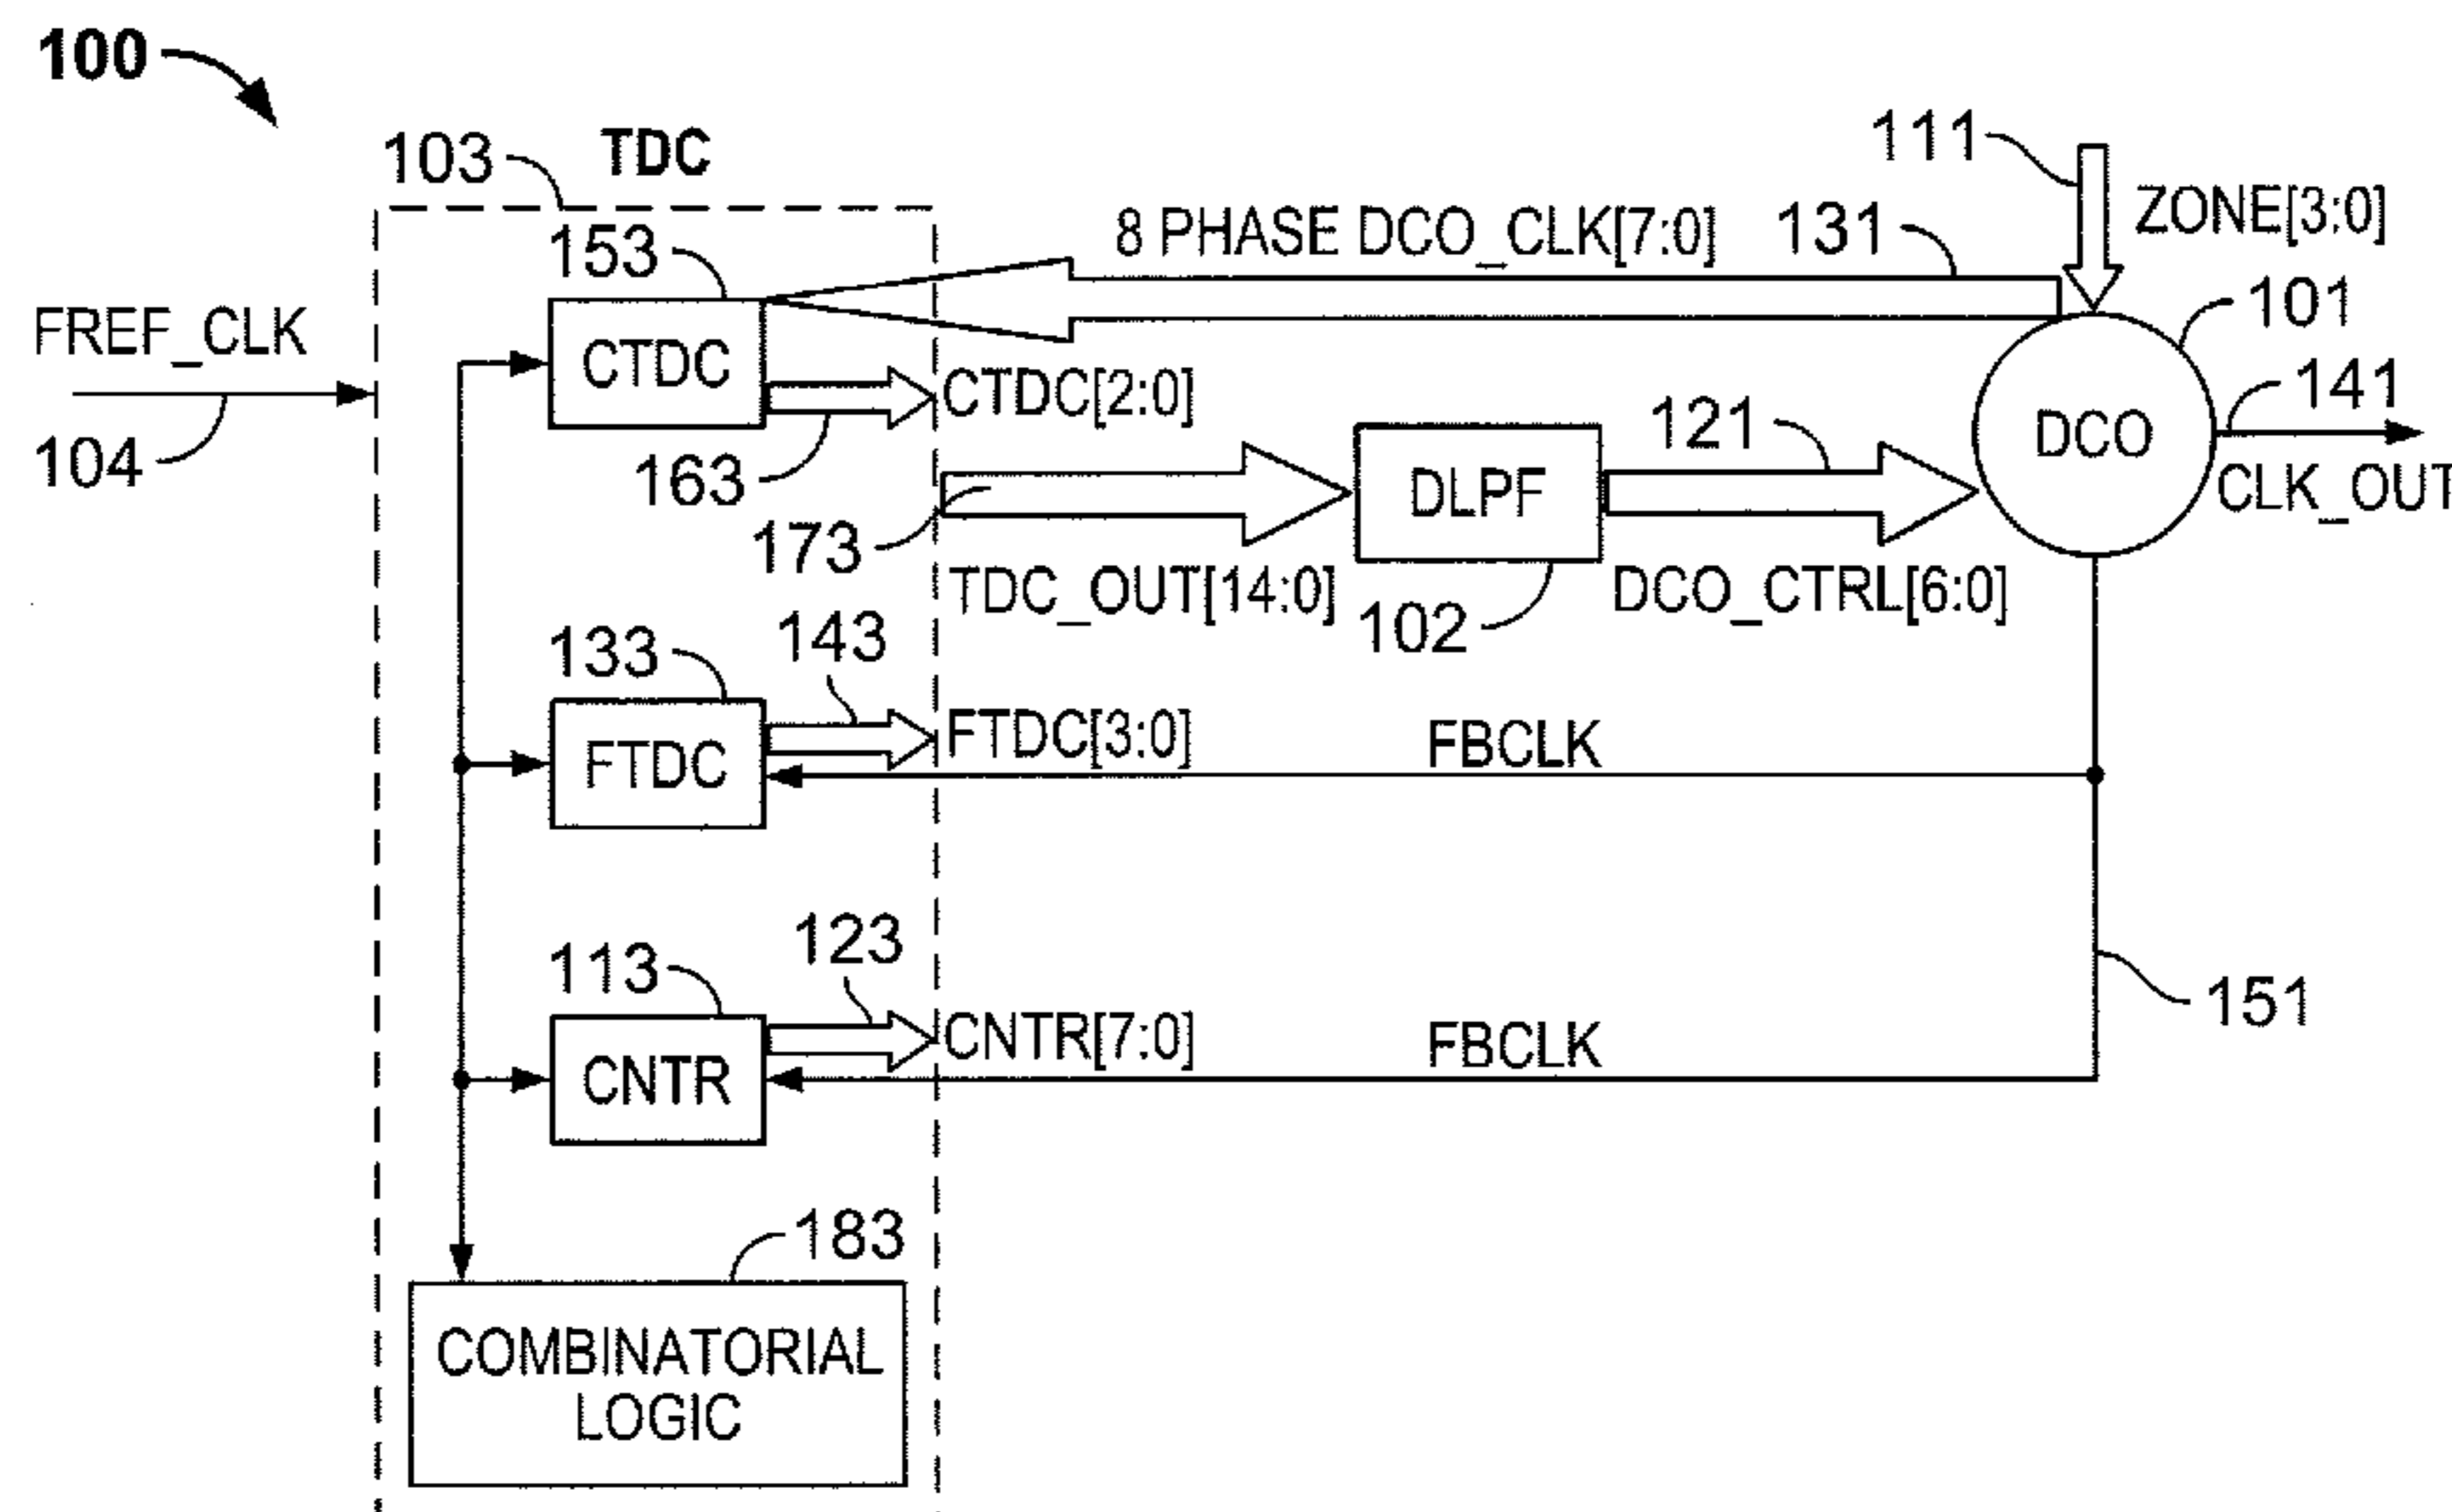 100
103
TDC
111
153
8 PHASE DCO_CLK[7:0]
131
ZONE[3:0]
101
FREF_CLK
104
CTDC
CTDC[2:0]
163
173
TDC_OUT[14:0]
DLPF
102
121
DCO_CTRL[6:0]
DCO
141
CLK_OUT
133
143
FTDC
FTDC[3:0]
FBCLK
113
123
CNTR
CNTR[7:0]
FBCLK
151
183
COMBINATORIAL
LOGIC